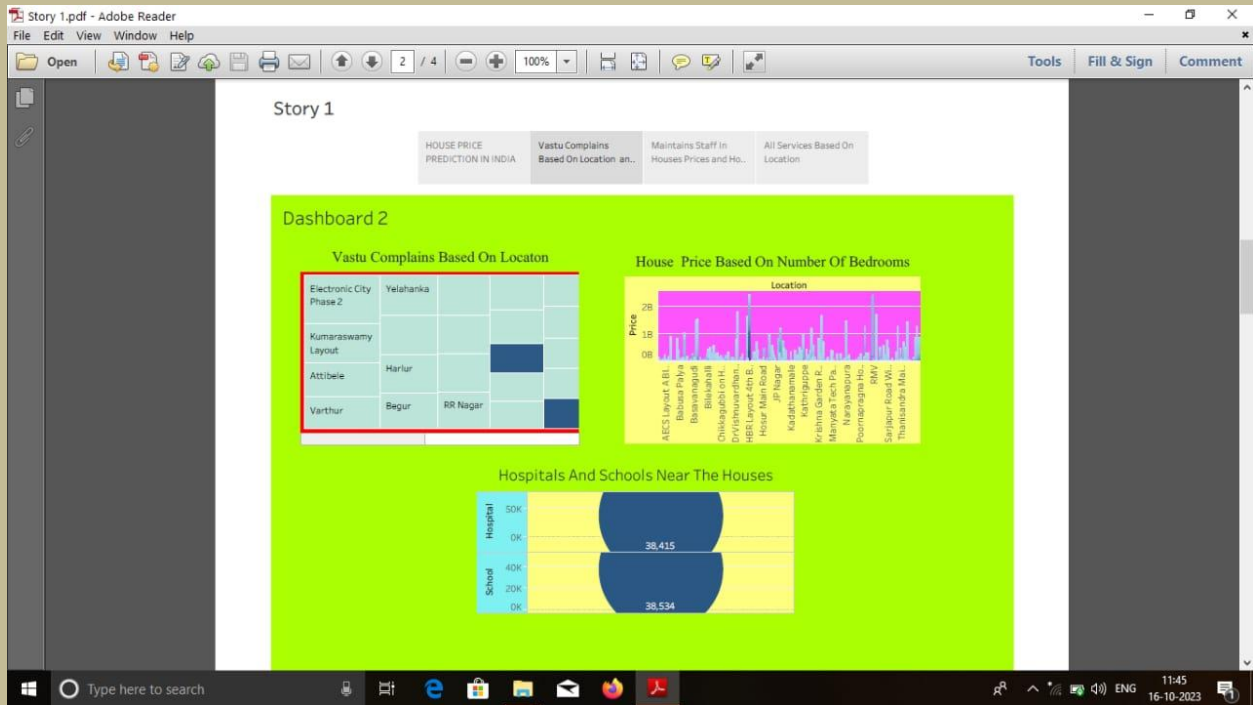 Story 1.pdf - Adobe Reader
File Edit View Window Help
Open 2 / 4 100% Tools Fill & Sign Comment
Story 1
HOUSE PRICE
PREDICTION IN INDIA
Vastu Complains
Based On Location an..
Maintains Staff In
Houses Prices and Ho..
All Services Based On
Location
Dashboard 2
Vastu Complains Based On Locaton
Electronic City
Phase 2
Yelahanka
Kumaraswamy
Layout
Attibele
Harlur
Varthur
Begur
RR Nagar
House Price Based On Number Of Bedrooms
Location
Price
2B
1B
0B
AECS Layout A Bl..
Babusa Palya
Basavanagudi
Bilekahalli
Chikkagubbi on H..
DrVishnuvardhan..
HBR Layout 4th B..
Hosur Main Road
JP Nagar
Kadathanamale
Kathriguppe
Krishna Garden R..
Manyata Tech Pa..
Narayanapura
Poornapragna Ho..
RMV
Sarjapur Road Wi..
Thanisandra Mai..
Hospitals And Schools Near The Houses
Hospital
50K
0K
38,415
School
40K
20K
0K
38,534
Type here to search
ENG
11:45
16-10-2023